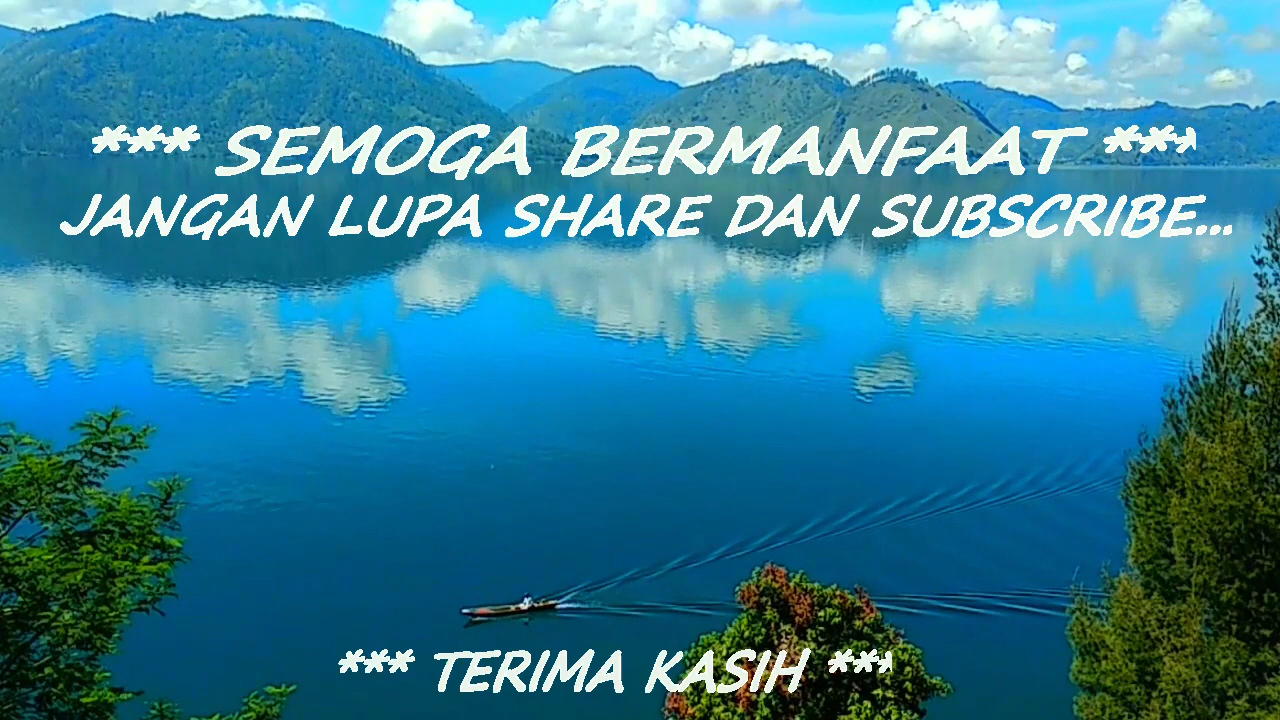 *** SEMOGA BERMANFAAT ***
JANGAN LUPA SHARE DAN SUBSCRIBE...
*** TERIMA KASIH ***